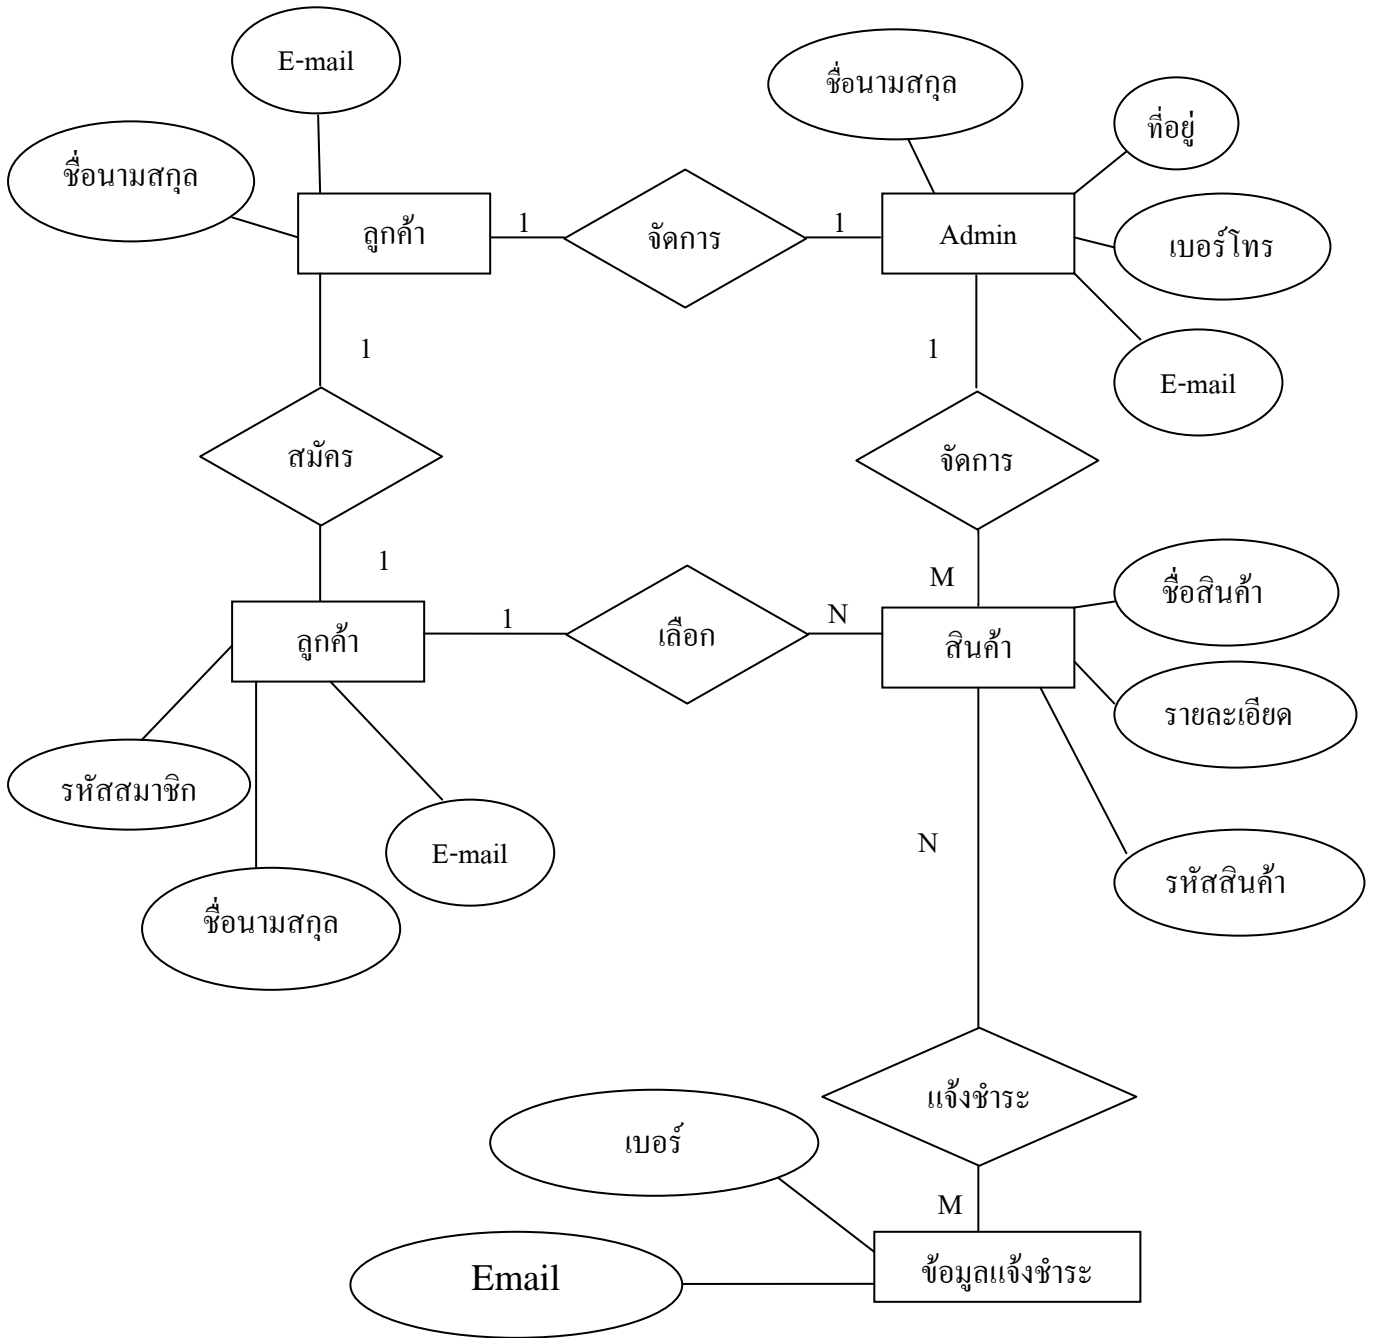 E-mail
ชื่อนามสกุล
ชื่อนามสกุล
ที่อยู่
ลูกค้า
1
จัดการ
1
Admin
เบอร์โทร
1
1
E-mail
สมัคร
จัดการ
1
M
ชื่อสินค้า
ลูกค้า
1
เลือก
N
สินค้า
รายละเอียด
รหัสสมาชิก
E-mail
N
รหัสสินค้า
ชื่อนามสกุล
แจ้งชำระ
เบอร์
M
Email
ข้อมูลแจ้งชำระ